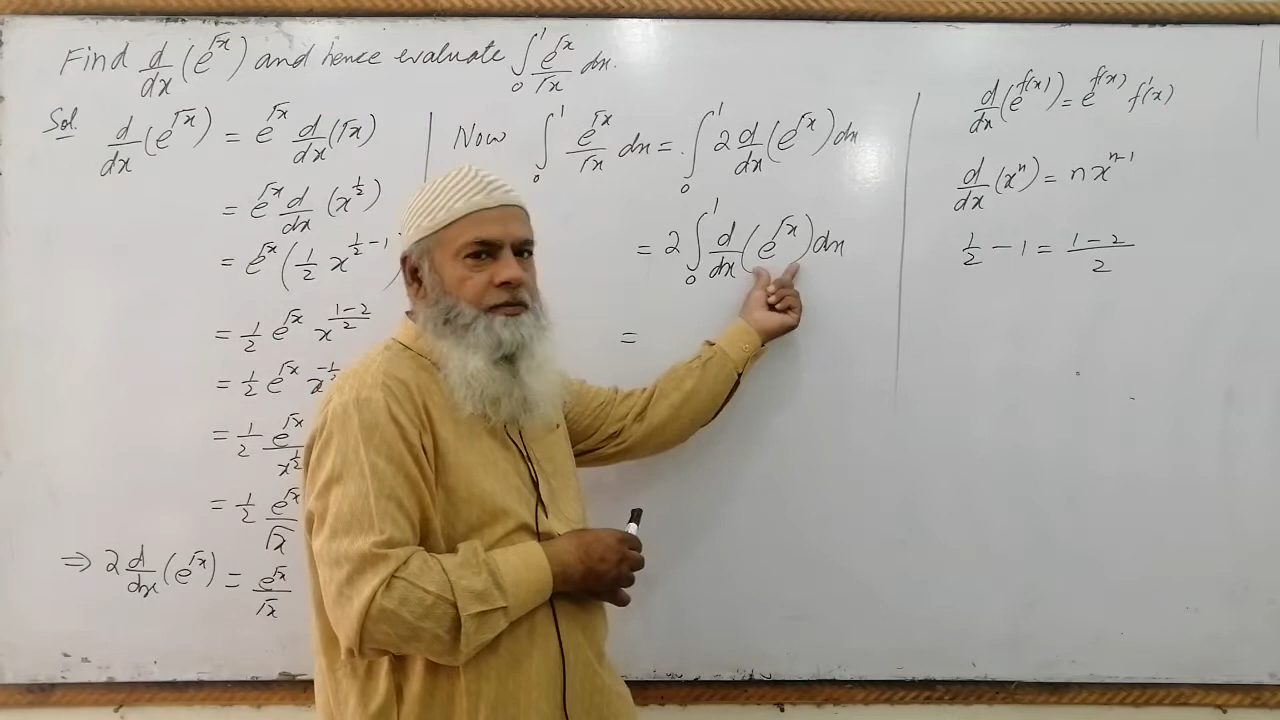 Find d/dx (e^√x) and hence evaluate ∫₀¹ e^√x/√x dx.
Sol. d/dx (e^√x) = e^√x d/dx (√x)
= e^√x d/dx (x^(1/2))
= e^√x (1/2 x^(1/2 − 1)
= 1/2 e^√x x^((1−2)/2)
= 1/2 e^√x x^(−1/2)
= 1/2 e^√x/x^(1/2)
= 1/2 e^√x/√x
⇒ 2 d/dx (e^√x) = e^√x/√x
Now ∫₀¹ e^√x/√x dx = ∫₀¹ 2 d/dx (e^√x) dx
= 2 ∫₀¹ d/dx (e^√x) dx
=
d/dx (e^f(x)) = e^f(x) f'(x)
d/dx (x^n) = n x^(n−1)
1/2 − 1 = (1−2)/2